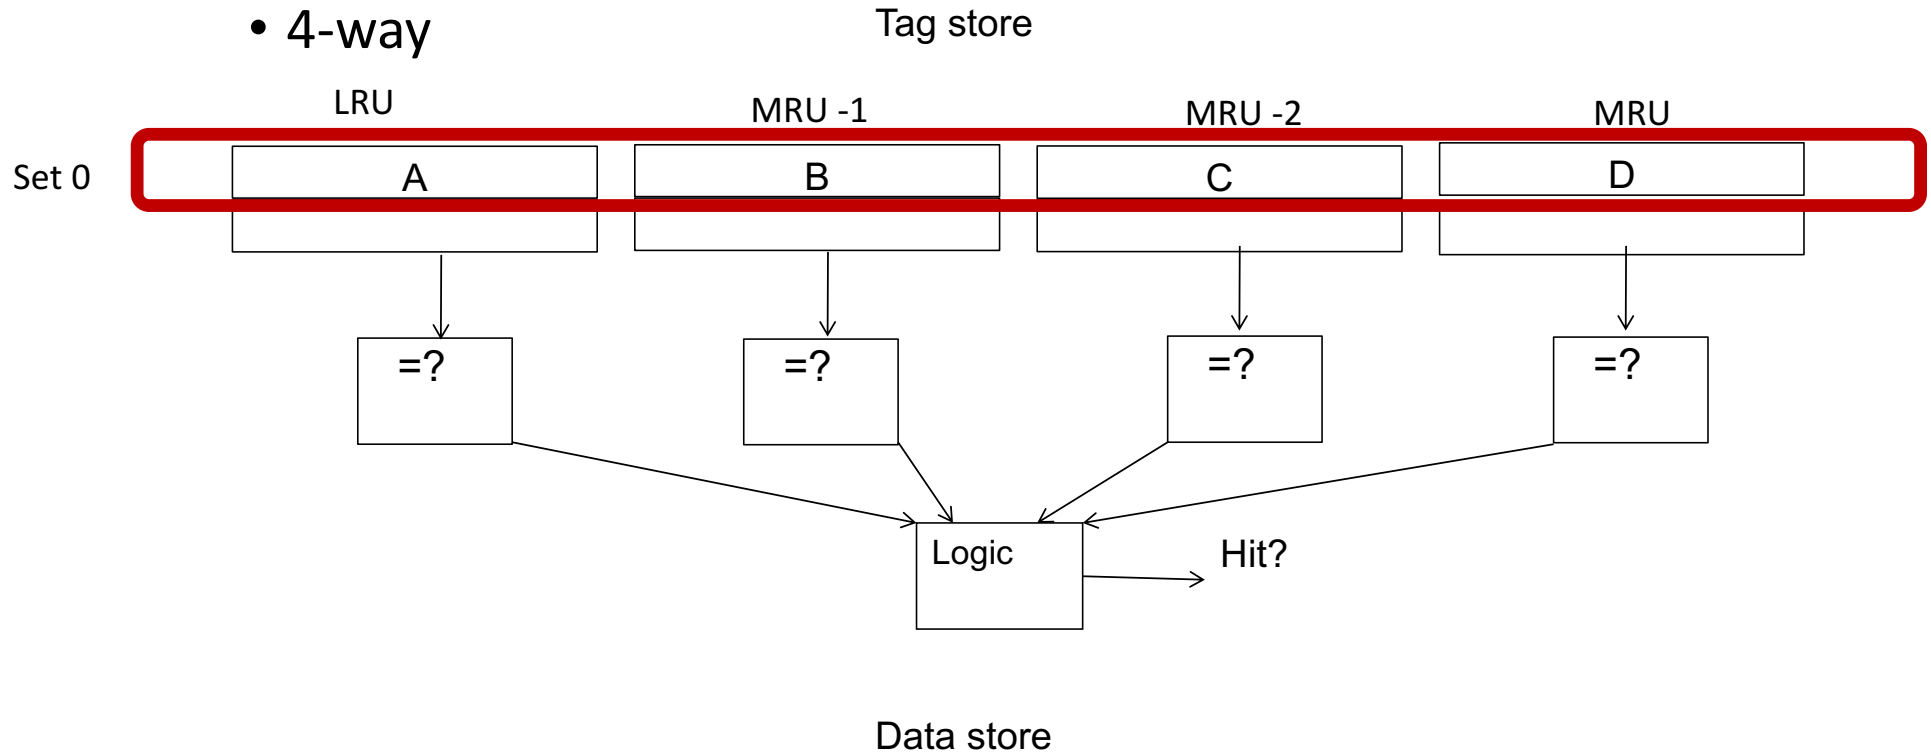 • 4-way
Tag store
LRU
MRU -1
MRU -2
MRU
Set 0
A
B
C
D
=?
=?
=?
=?
Logic
Hit?
Data store